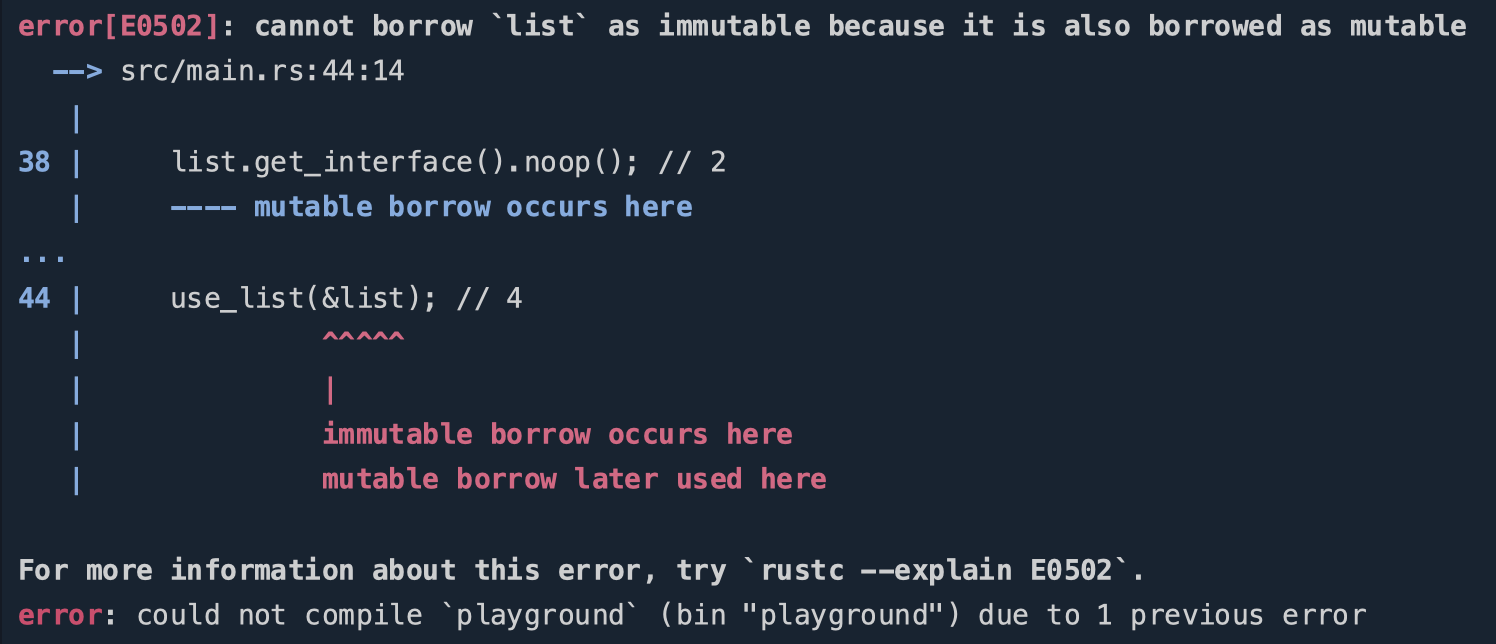 error[E0502]: cannot borrow `list` as immutable because it is also borrowed as mutable
  --> src/main.rs:44:14
   |
38 |     list.get_interface().noop(); // 2
   |     ---- mutable borrow occurs here
...
44 |     use_list(&list); // 4
   |              ^^^^^
   |              |
   |              immutable borrow occurs here
   |              mutable borrow later used here

For more information about this error, try `rustc --explain E0502`.
error: could not compile `playground` (bin "playground") due to 1 previous error